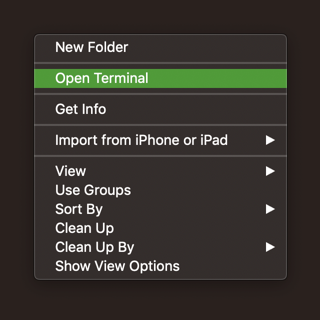 New Folder
Open Terminal
Get Info
Import from iPhone or iPad
View
Use Groups
Sort By
Clean Up
Clean Up By
Show View Options